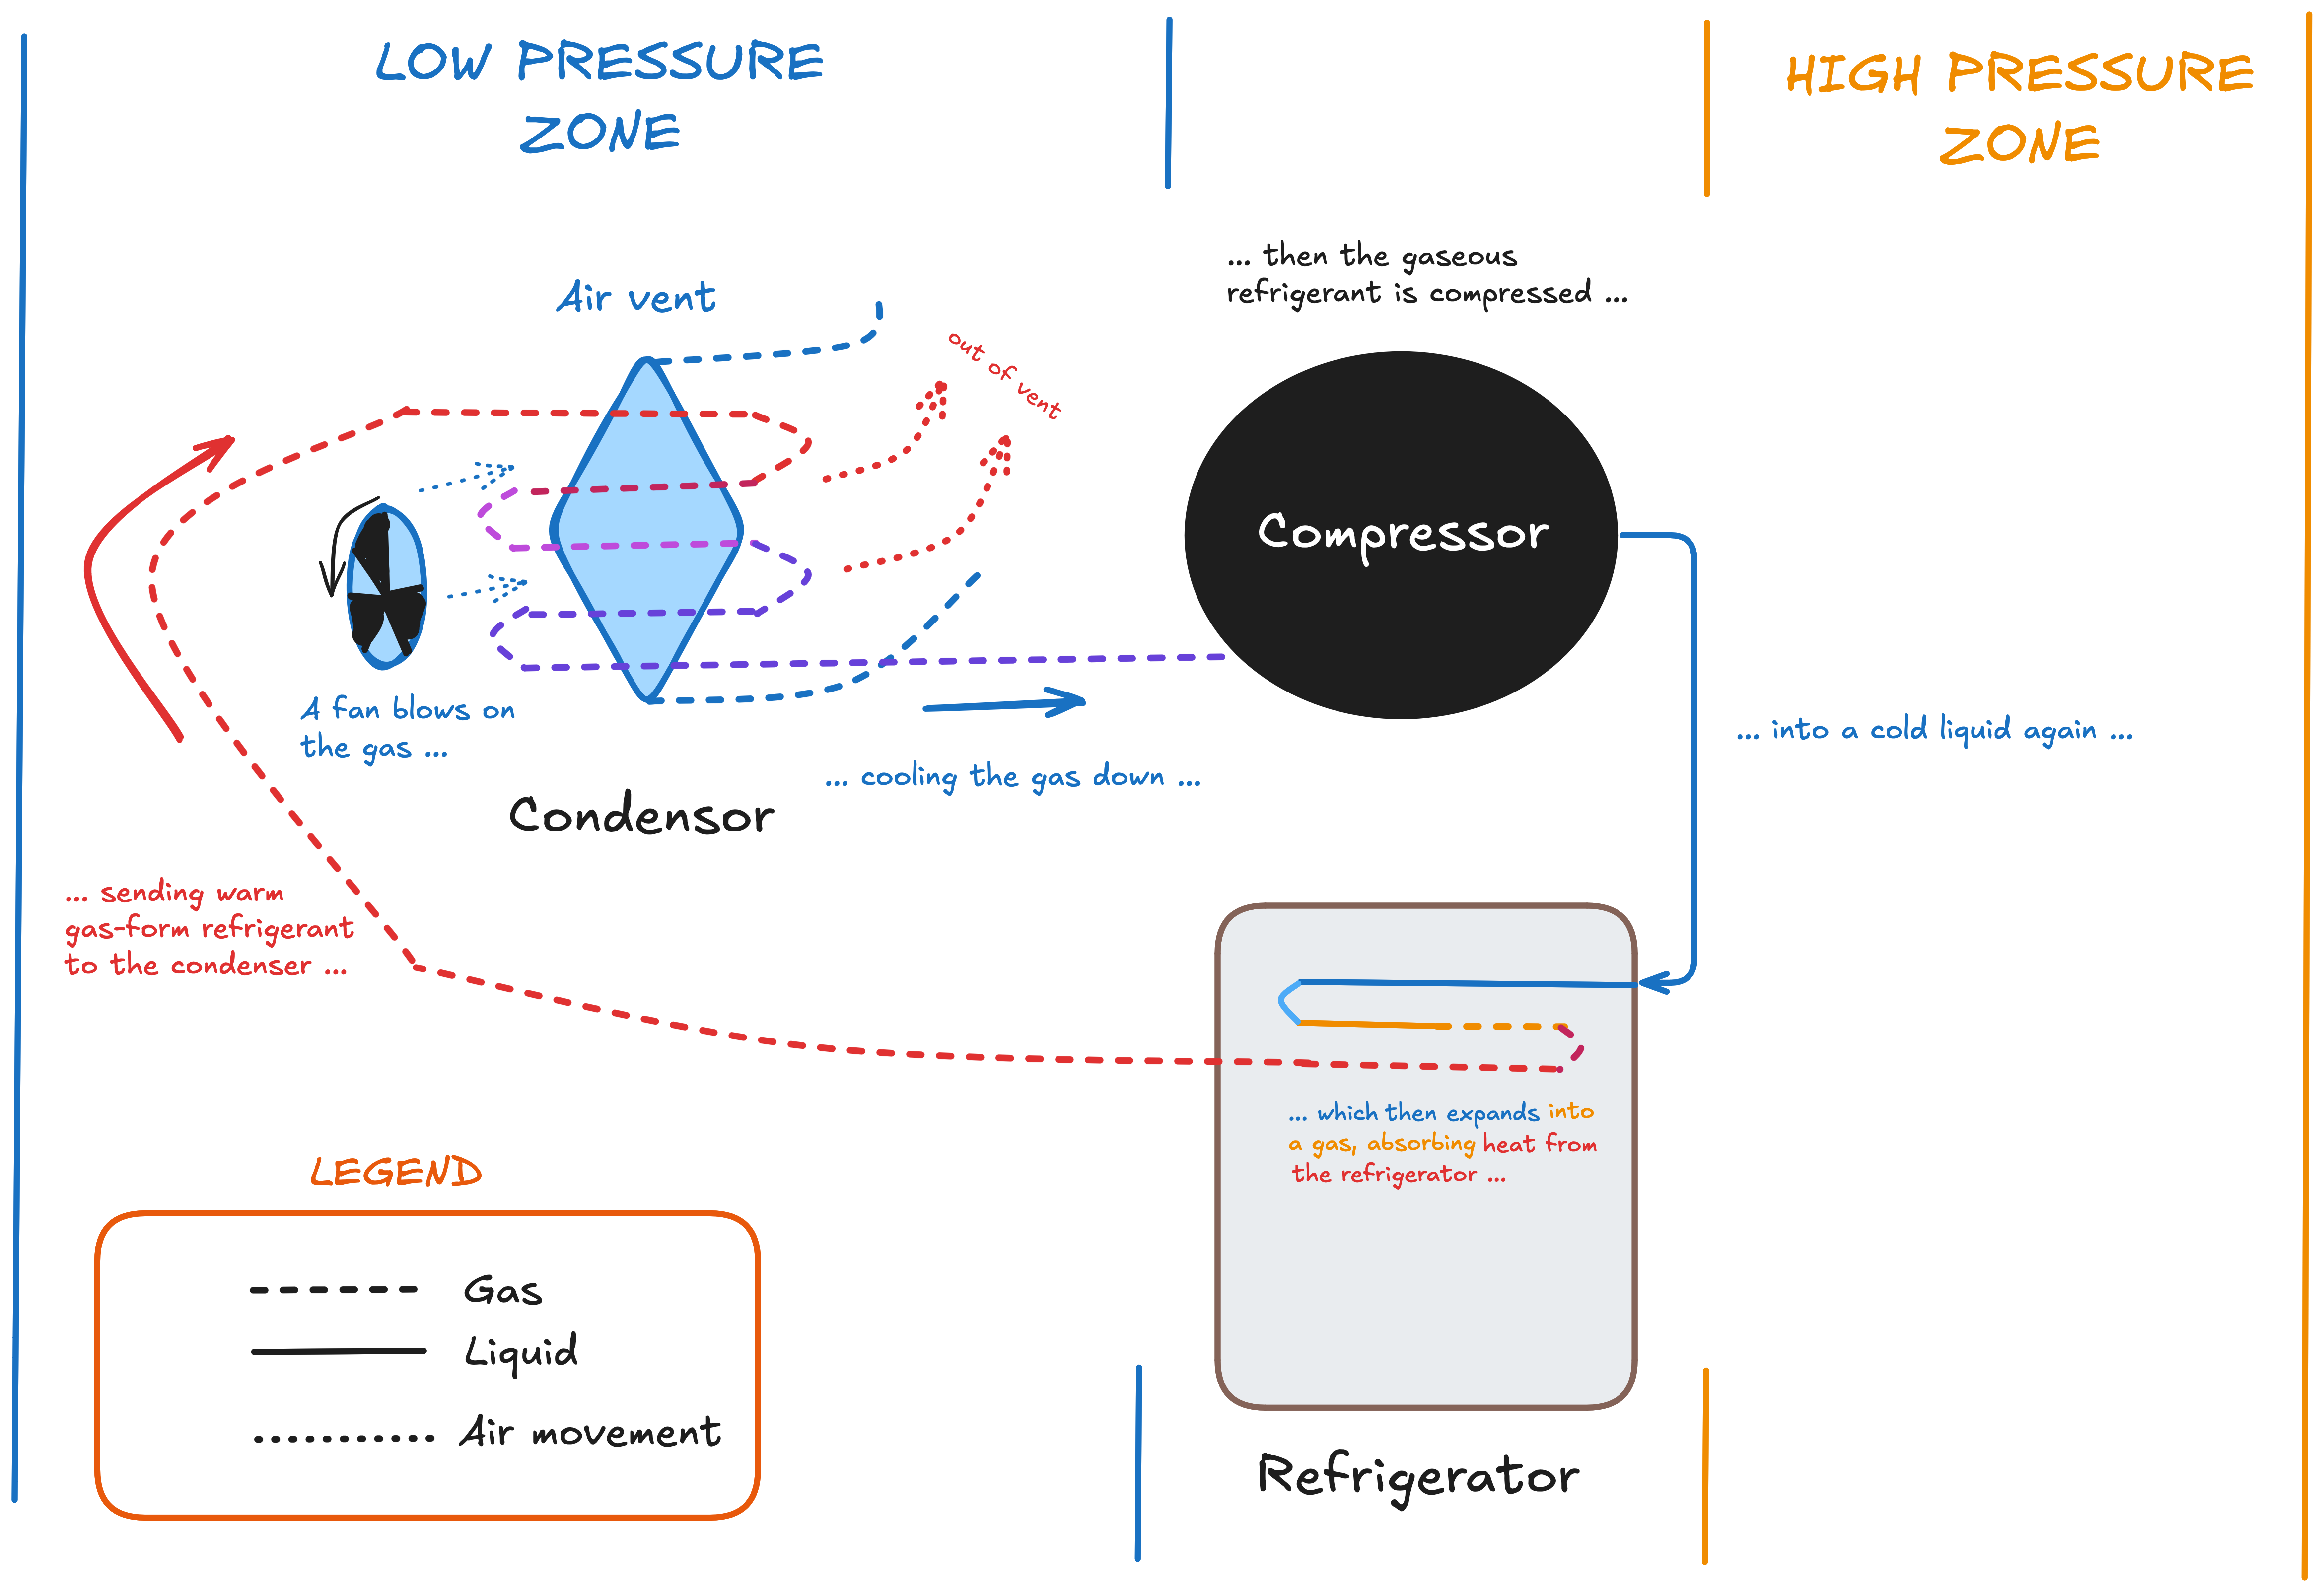 LOW PRESSURE
ZONE
HIGH PRESSURE
ZONE
... then the gaseous
refrigerant is compressed ...
Air vent
out of vent
Compressor
A fan blows on
the gas ...
... into a cold liquid again ...
... cooling the gas down ...
Condensor
... sending warm
gas-form refrigerant
to the condenser ...
... which then expands into
a gas, absorbing heat from
the refrigerator ...
LEGEND
Gas
Liquid
Air movement
Refrigerator